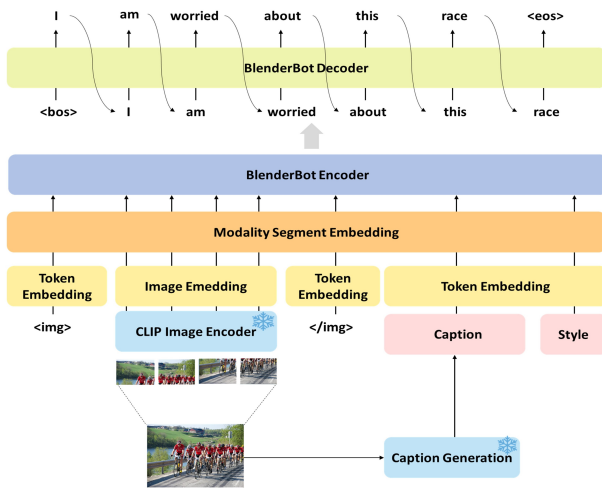 I am worried about this race <eos>
BlenderBot Decoder
<bos> I am worried about this race
BlenderBot Encoder
Modality Segment Embedding
Token Embedding
Image Emedding
Token Embedding
Token Embedding
<img>
CLIP Image Encoder
</img>
Caption
Style
Caption Generation